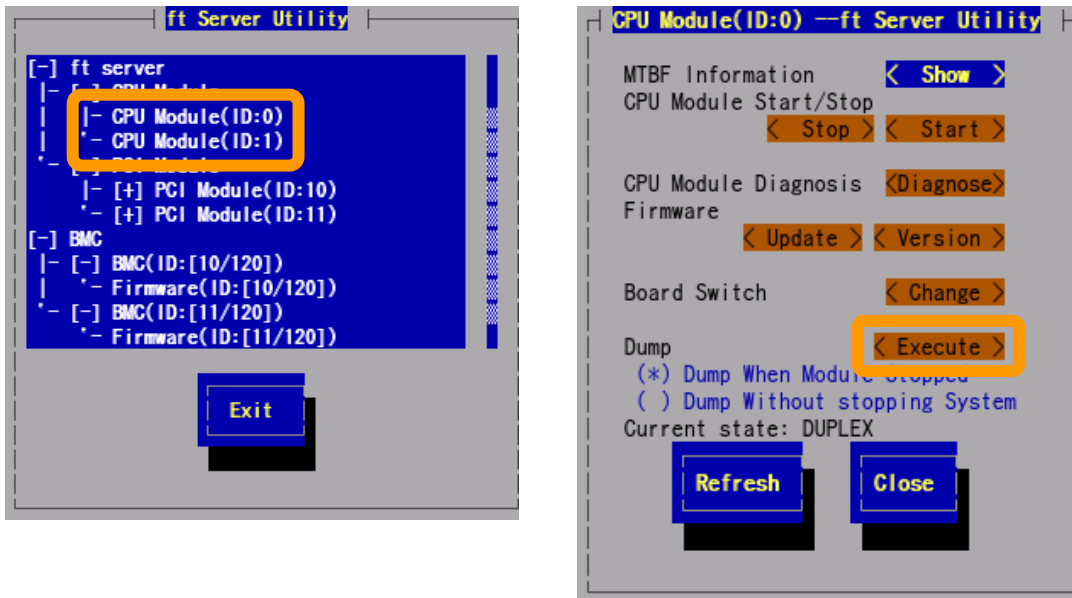 ft Server Utility
[-] ft server
|- [-] CPU Module
| |- CPU Module(ID:0)
| '- CPU Module(ID:1)
'- [-] PCI Module
|- [+] PCI Module(ID:10)
'- [+] PCI Module(ID:11)
[-] BMC
|- [-] BMC(ID:[10/120])
| '- Firmware(ID:[10/120])
'- [-] BMC(ID:[11/120])
'- Firmware(ID:[11/120])
Exit
CPU Module(ID:0) --ft Server Utility
MTBF Information < Show >
CPU Module Start/Stop
< Stop > < Start >
CPU Module Diagnosis <Diagnose>
Firmware
< Update > < Version >
Board Switch < Change >
Dump < Execute >
(*) Dump When Module Stopped
( ) Dump Without stopping System
Current state: DUPLEX
Refresh Close